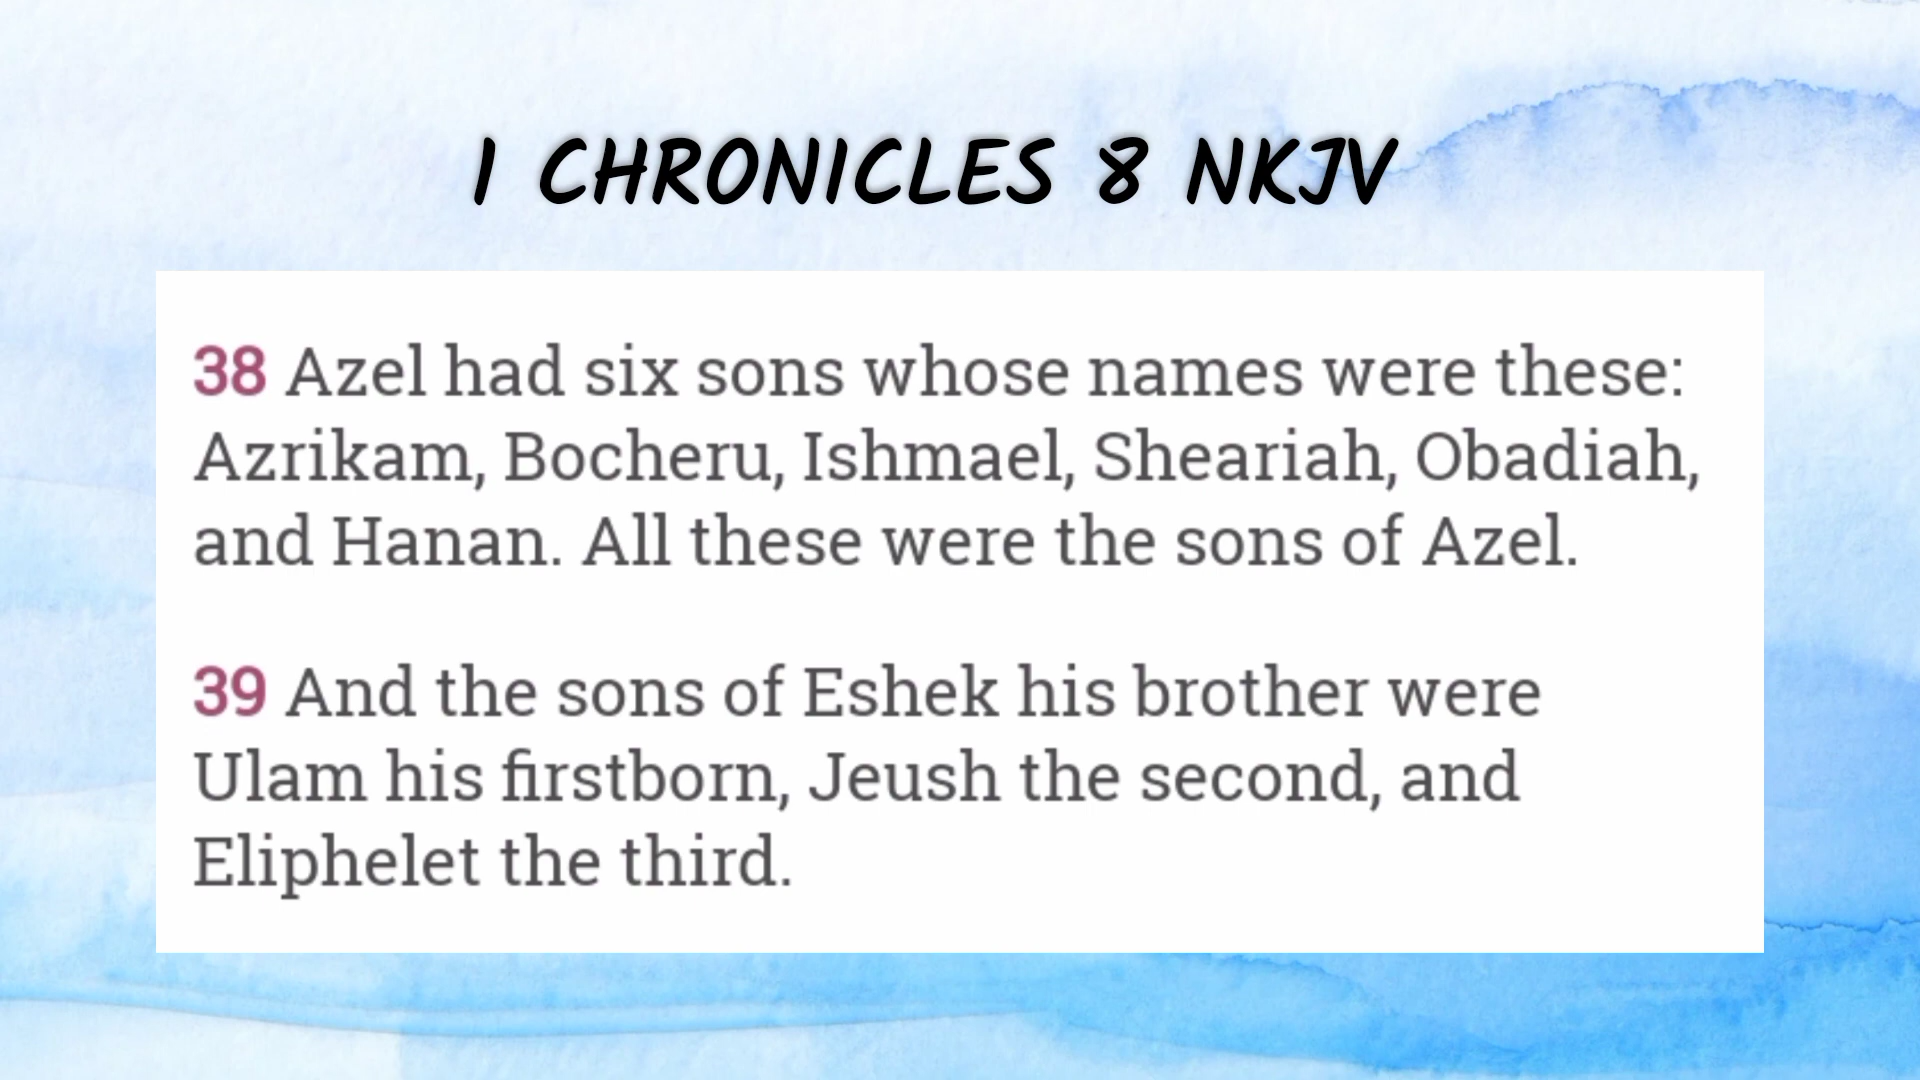 1 CHRONICLES 8 NKJV
38 Azel had six sons whose names were these:
Azrikam, Bocheru, Ishmael, Sheariah, Obadiah,
and Hanan. All these were the sons of Azel.
39 And the sons of Eshek his brother were
Ulam his firstborn, Jeush the second, and
Eliphelet the third.